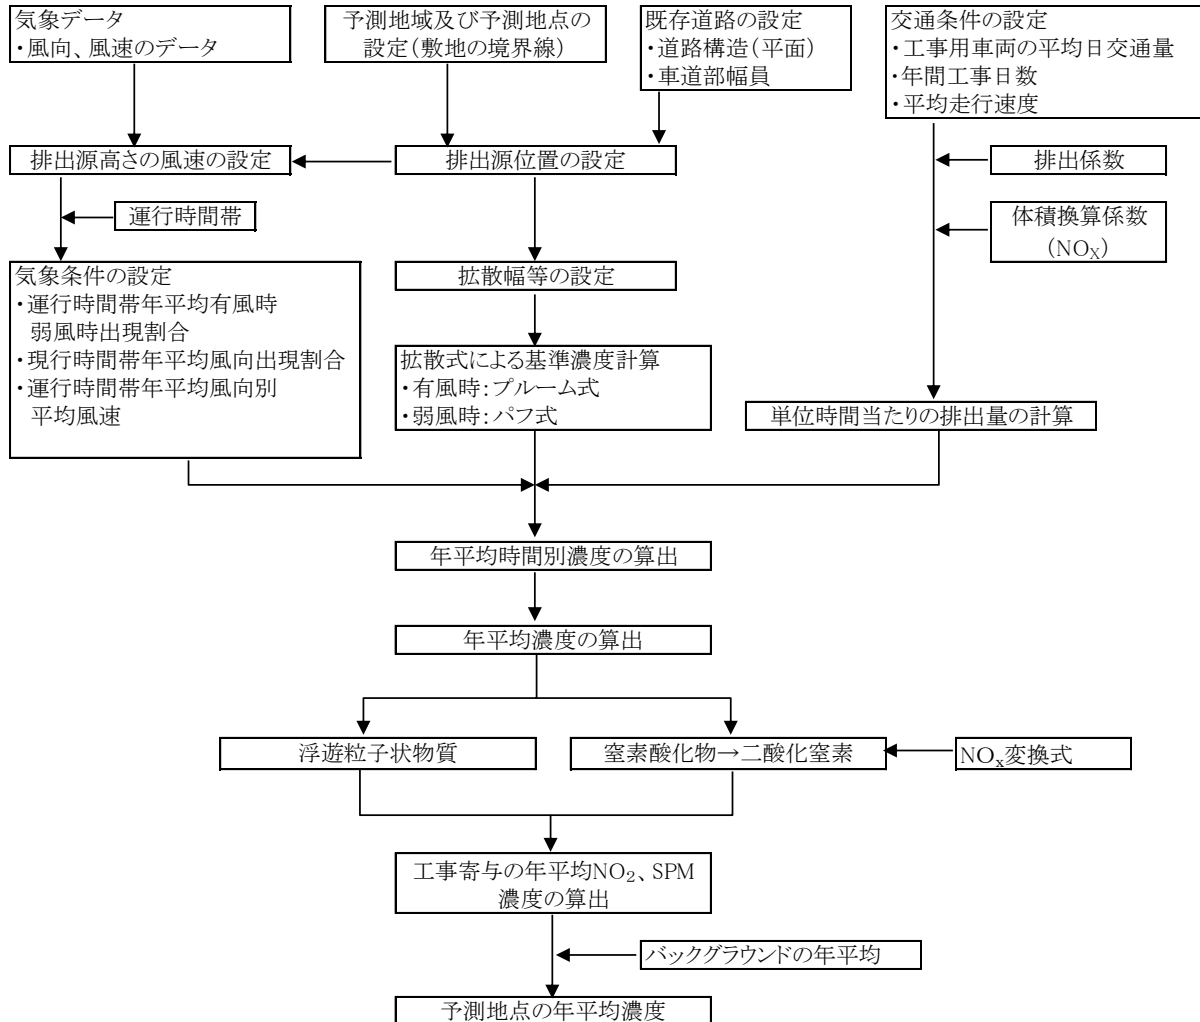 気象データ
・風向、風速のデータ
予測地域及び予測地点の
設定(敷地の境界線)
既存道路の設定
・道路構造(平面)
・車道部幅員
交通条件の設定
・工事用車両の平均日交通量
・年間工事日数
・平均走行速度
排出源高さの風速の設定
排出源位置の設定
排出係数
運行時間帯
体積換算係数
(NOX)
気象条件の設定
・運行時間帯年平均有風時
弱風時出現割合
・現行時間帯年平均風向出現割合
・運行時間帯年平均風向別
平均風速
拡散幅等の設定
拡散式による基準濃度計算
・有風時:プルーム式
・弱風時:パフ式
単位時間当たりの排出量の計算
年平均時間別濃度の算出
年平均濃度の算出
浮遊粒子状物質
窒素酸化物→二酸化窒素
NOx変換式
工事寄与の年平均NO2、SPM
濃度の算出
バックグラウンドの年平均
予測地点の年平均濃度